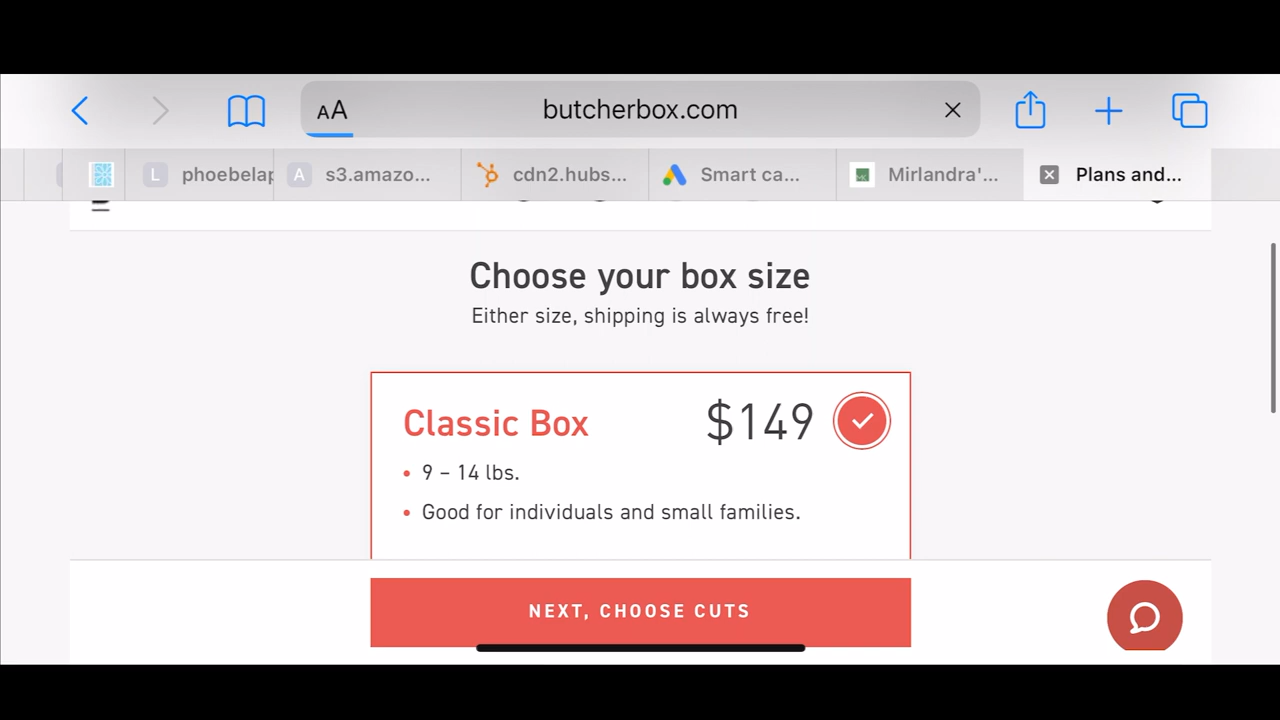 AA butcherbox.com
L phoebelap A s3.amazo... cdn2.hubs... Smart ca... Mirlandra'... Plans and...
Choose your box size
Either size, shipping is always free!
Classic Box $149
• 9 – 14 lbs.
• Good for individuals and small families.
NEXT, CHOOSE CUTS